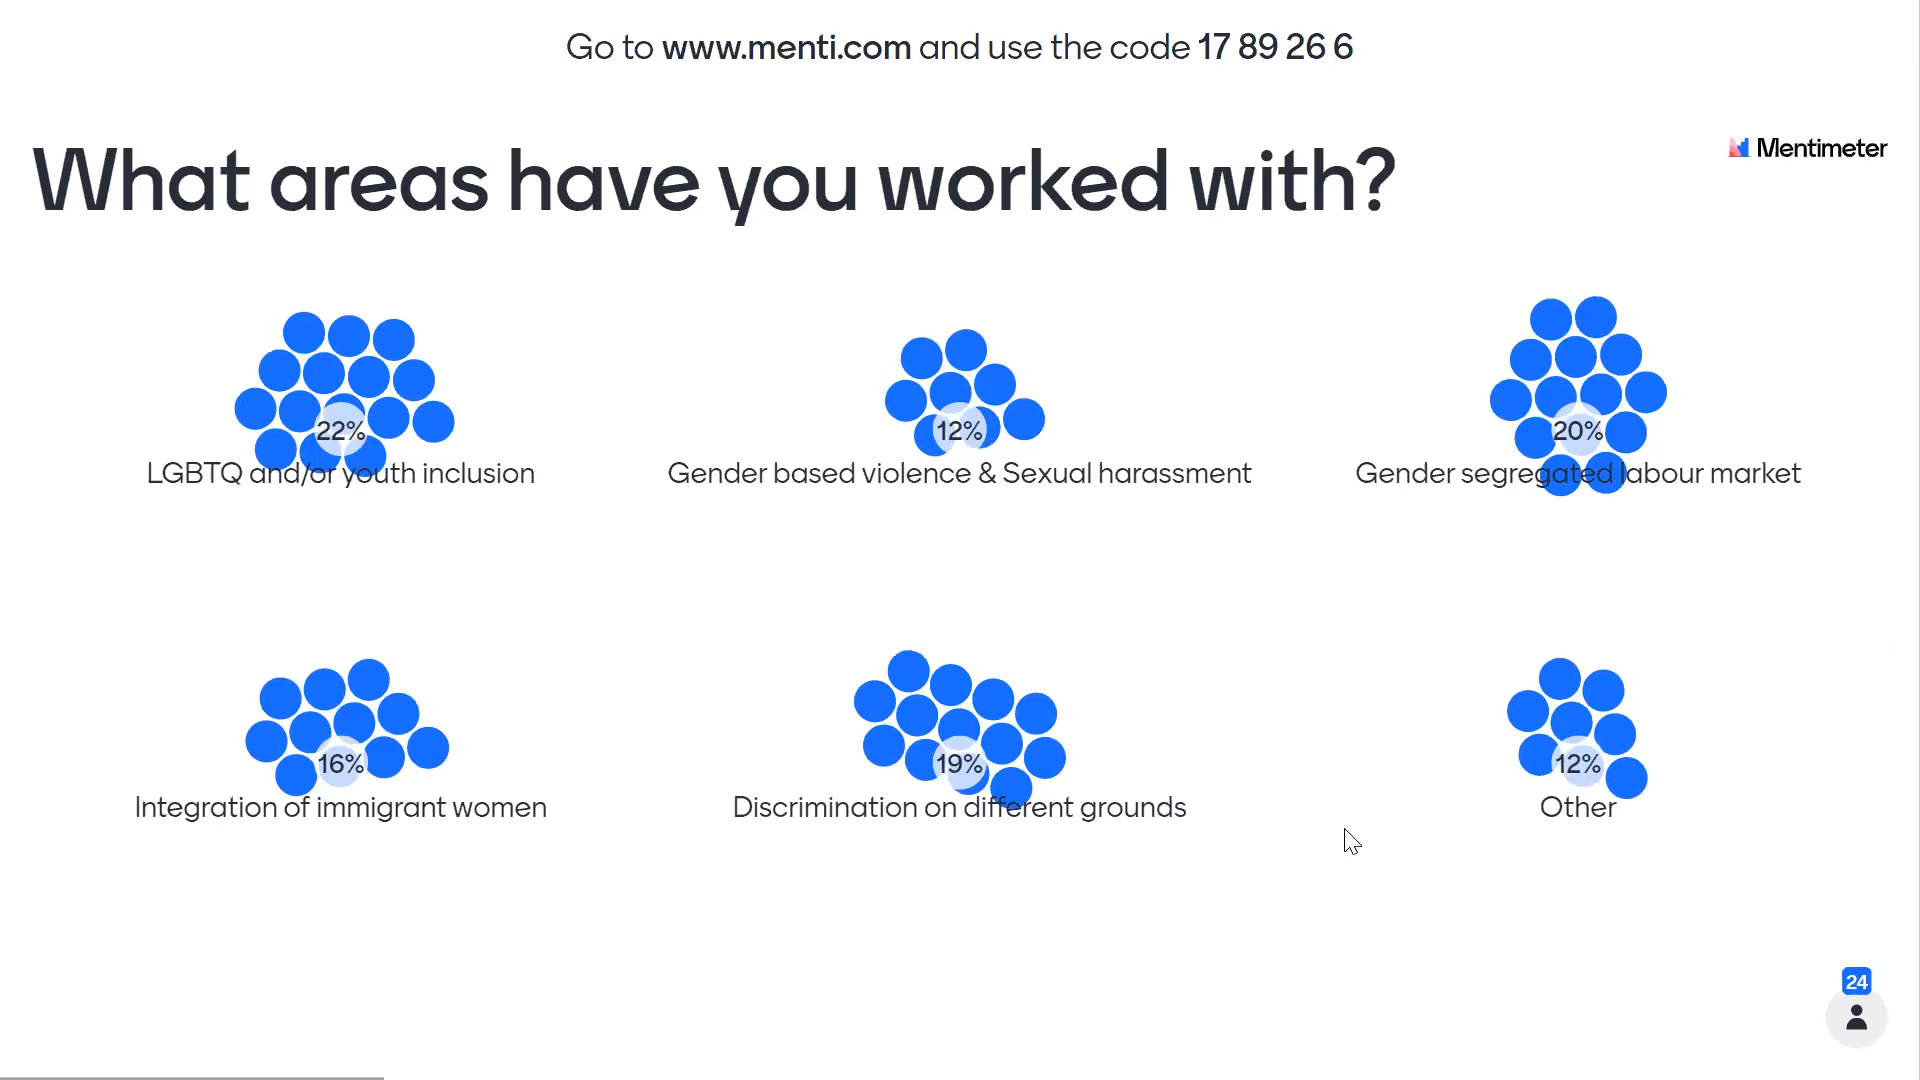 Go to www.menti.com and use the code 17 89 26 6
Mentimeter
What areas have you worked with?
22%
12%
20%
LGBTQ and/or youth inclusion
Gender based violence & Sexual harassment
Gender segregated labour market
16%
19%
12%
Integration of immigrant women
Discrimination on different grounds
Other
24